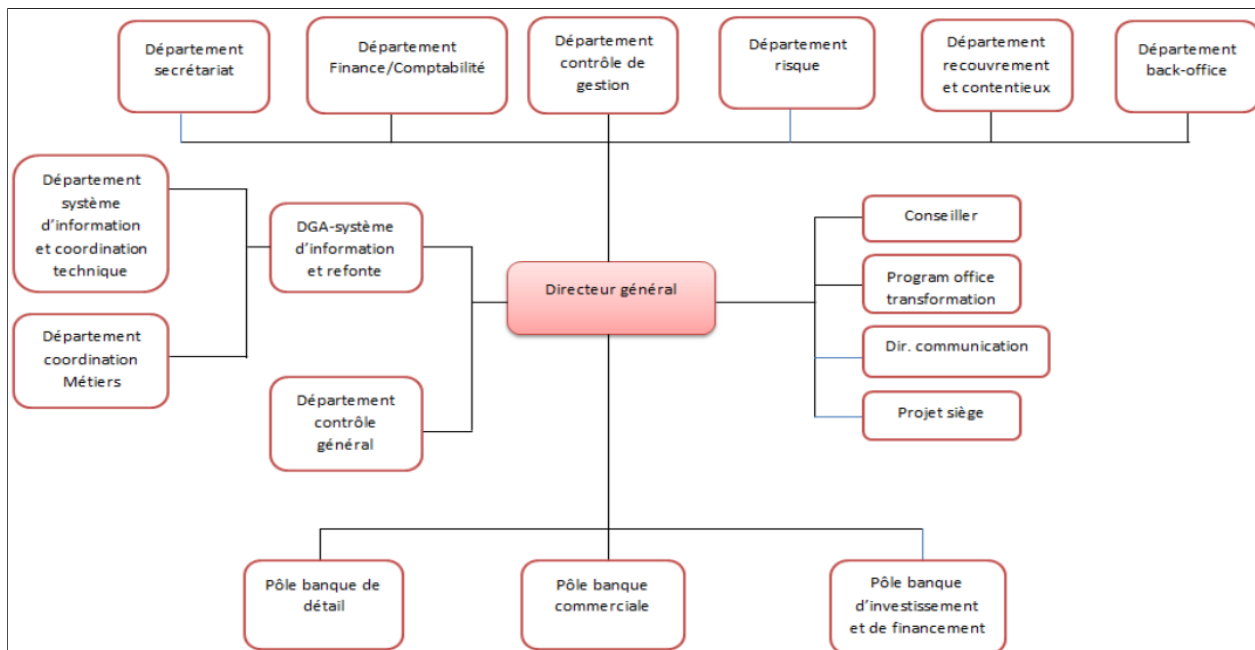 Département
secrétariat
Département
Finance/Comptabilité
Département
contrôle de
gestion
Département
risque
Département
recouvrement
et contentieux
Département
back-office
Département
système
d'information
et coordination
technique
DGA-système
d'information
et refonte
Département
coordination
Métiers
Département
contrôle
général
Directeur général
Conseiller
Program office
transformation
Dir. communication
Projet siège
Pôle banque de
détail
Pôle banque
commerciale
Pôle banque
d'investissement
et de financement